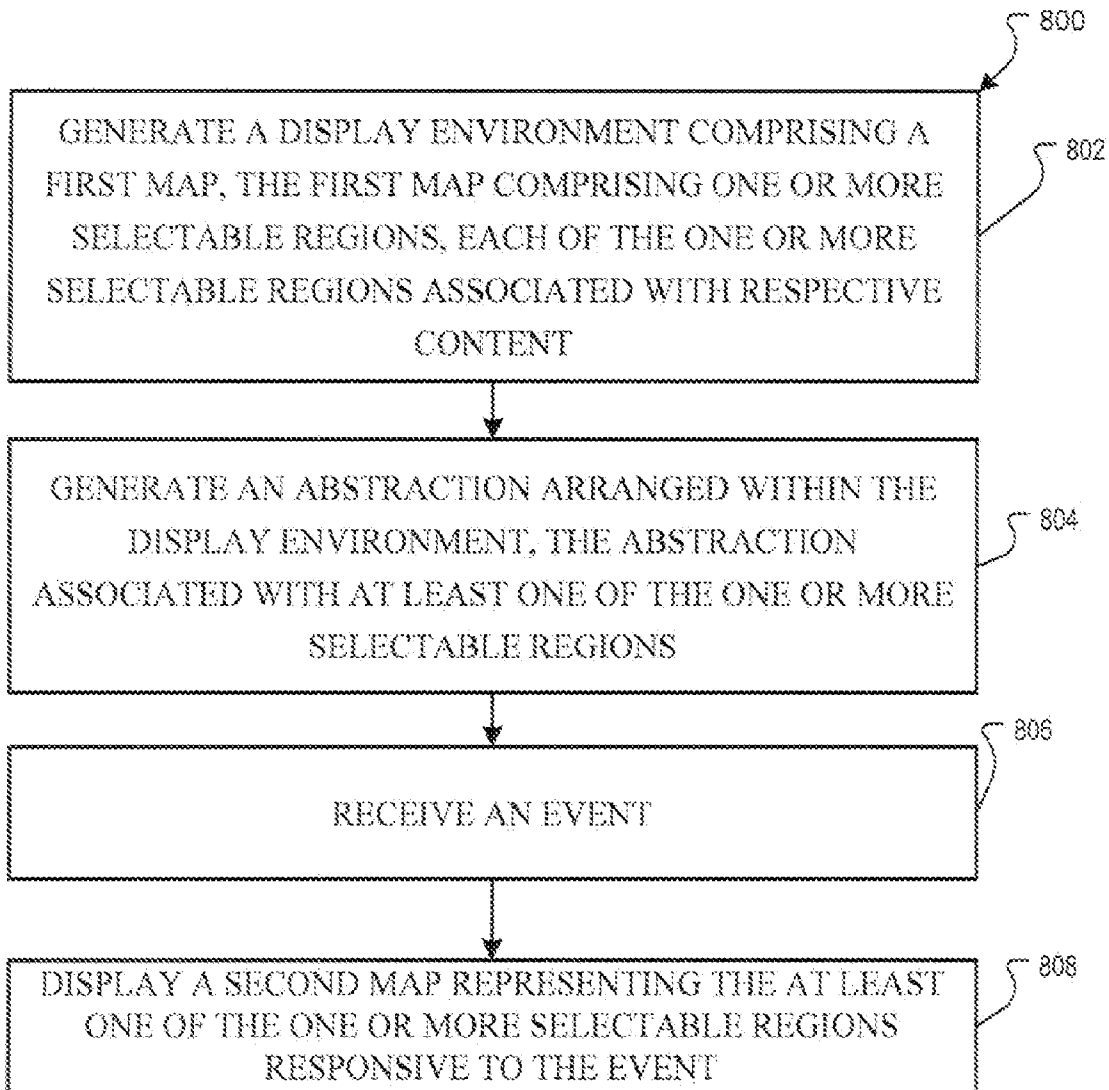 800
GENERATE A DISPLAY ENVIRONMENT COMPRISING A
FIRST MAP, THE FIRST MAP COMPRISING ONE OR MORE
SELECTABLE REGIONS, EACH OF THE ONE OR MORE
SELECTABLE REGIONS ASSOCIATED WITH RESPECTIVE
CONTENT
802
GENERATE AN ABSTRACTION ARRANGED WITHIN THE
DISPLAY ENVIRONMENT, THE ABSTRACTION
ASSOCIATED WITH AT LEAST ONE OF THE ONE OR MORE
SELECTABLE REGIONS
804
RECEIVE AN EVENT
806
DISPLAY A SECOND MAP REPRESENTING THE AT LEAST
ONE OF THE ONE OR MORE SELECTABLE REGIONS
RESPONSIVE TO THE EVENT
808